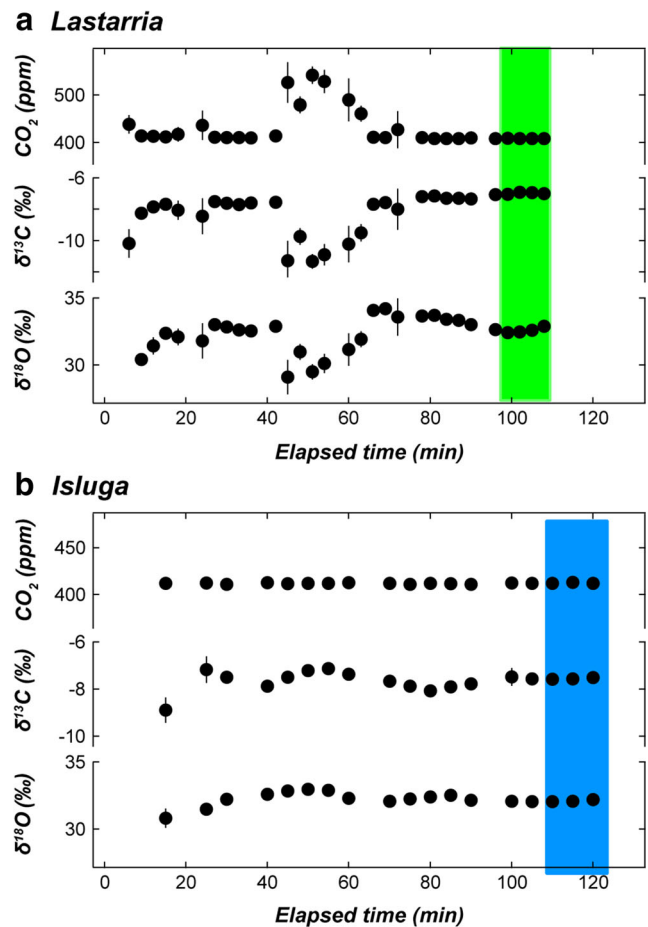 a Lastarria
CO2 (ppm)
500
400
δ13C (‰)
-6
-10
δ18O (‰)
35
30
0 20 40 60 80 100 120
Elapsed time (min)
b Isluga
CO2 (ppm)
450
400
δ13C (‰)
-6
-8
-10
δ18O (‰)
35
30
0 20 40 60 80 100 120
Elapsed time (min)